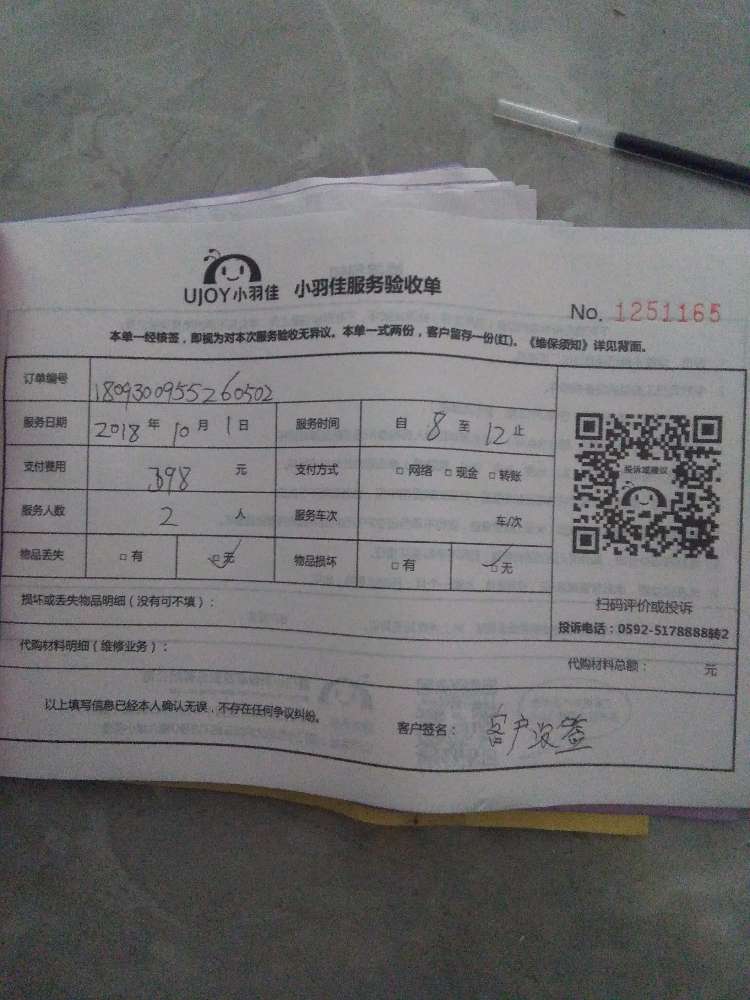 UJOY小羽佳 小羽佳服务验收单
No. 1251165
本单一经核签，即视为对本次服务验收无异议。本单一式两份，客户留存一份(红)。《维保须知》详见背面。
订单编号 1809300955260502
服务日期 2018 年 10 月 1 日 服务时间 自 8 至 12 止
支付费用 398 元 支付方式 □ 网络 □ 现金 □ 转账
服务人数 2 人 服务车次 车/次
物品丢失 □ 有 □ 无 物品损坏 □ 有 □ 无
投诉或建议
扫码评价或投诉
投诉电话：0592-5178888转2
损坏或丢失物品明细（没有可不填）：
代购材料明细（维修业务）： 代购材料总额： 元
以上填写信息已经本人确认无误，不存在任何争议纠纷。 客户签名： 客户没签